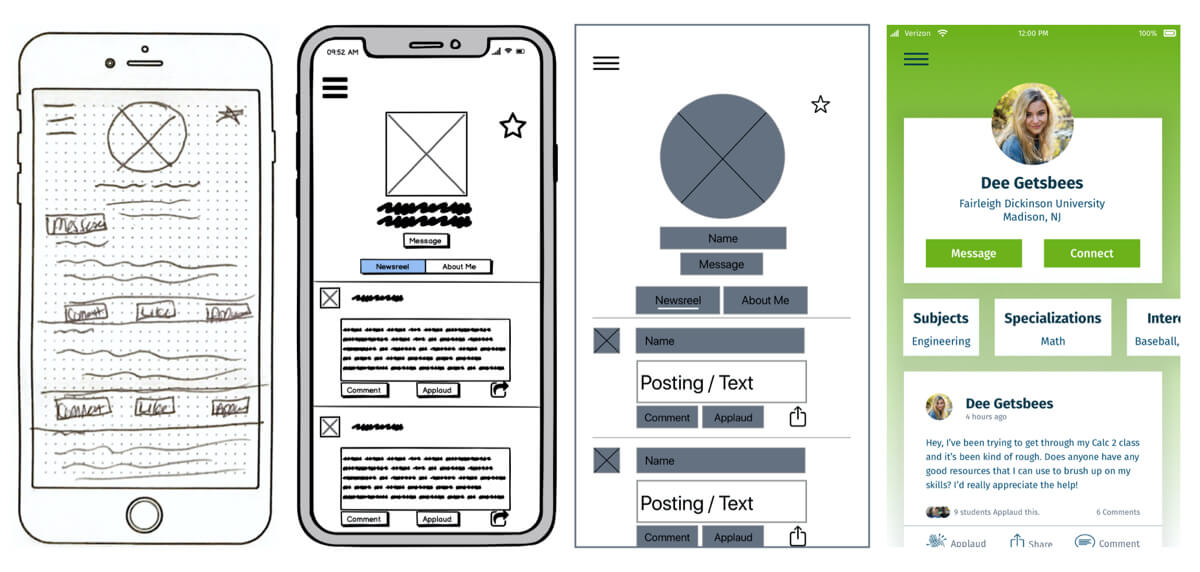 Message
Comment Like Applaud
Comment Like Applaud
09:52 AM
Message
Newsreel About Me
Comment Applaud
Comment Applaud
Name
Message
Newsreel About Me
Name
Posting / Text
Comment Applaud
Name
Posting / Text
Comment Applaud
Verizon 12:00 PM 100%
Dee Getsbees
Fairleigh Dickinson University
Madison, NJ
Message Connect
Subjects Specializations Intere
Engineering Math Baseball,
Dee Getsbees
4 hours ago
Hey, I've been trying to get through my Calc 2 class
and it's been kind of rough. Does anyone have any
good resources that I can use to brush up on my
skills? I'd really appreciate the help!
9 students Applaud this. 6 Comments
Applaud Share Comment